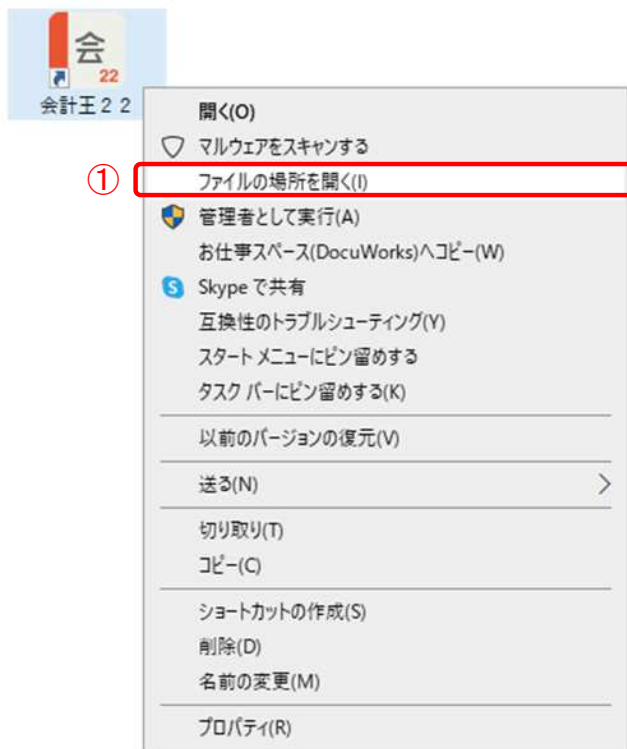 会
22
会計王22
開く(O)
マルウェアをスキャンする
①
ファイルの場所を開く(I)
管理者として実行(A)
お仕事スペース(DocuWorks)へコピー(W)
S
Skype で共有
互換性のトラブルシューティング(Y)
スタート メニューにピン留めする
タスク バーにピン留めする(K)
以前のバージョンの復元(V)
送る(N)
切り取り(T)
コピー(C)
ショートカットの作成(S)
削除(D)
名前の変更(M)
プロパティ(R)